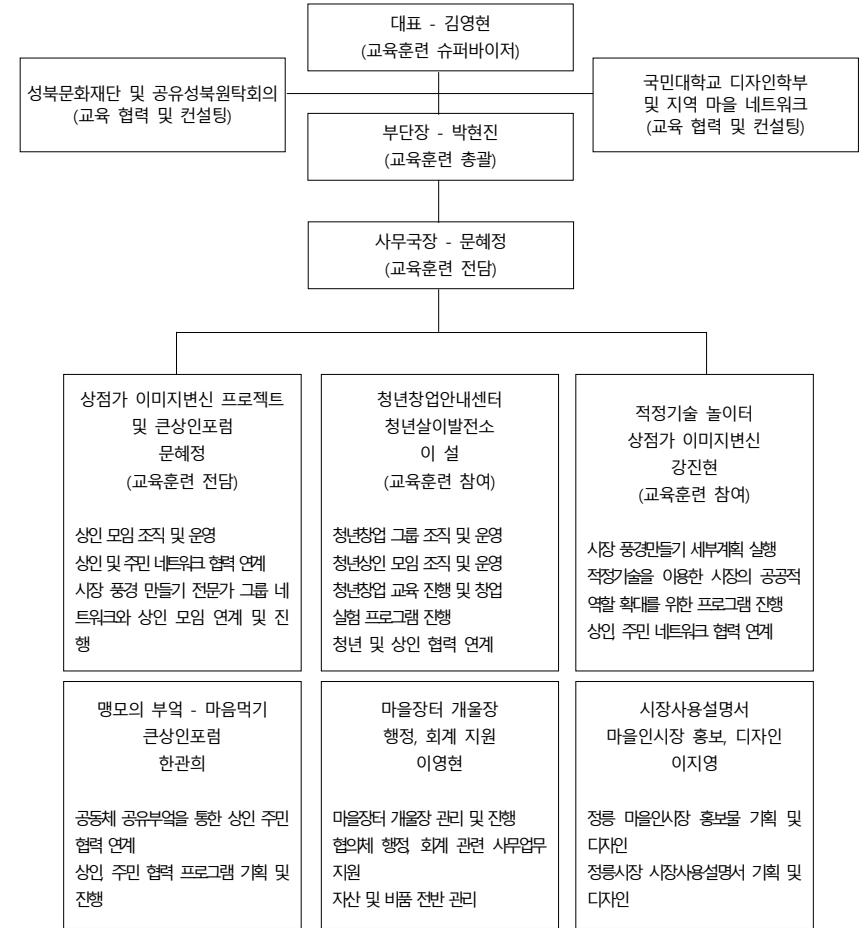 대표 - 김영현
(교육훈련 슈퍼바이저)
성북문화재단 및 공유성북원탁회의
(교육 협력 및 컨설팅)
국민대학교 디자인학부
및 지역 마을 네트워크
(교육 협력 및 컨설팅)
부단장 - 박현진
(교육훈련 총괄)
사무국장 - 문혜정
(교육훈련 전담)
상점가 이미지변신 프로젝트
및 큰상인포럼
문혜정
(교육훈련 전담)
상인 모임 조직 및 운영
상인 및 주민 네트워크 협력 연계
시장 풍경 만들기 전문가 그룹 네
트워크와 상인 모임 연계 및 진
행
청년창업안내센터
청년살이발전소
이 설
(교육훈련 참여)
청년창업 그룹 조직 및 운영
청년상인 모임 조직 및 운영
청년창업 교육 진행 및 창업
실험 프로그램 진행
청년 및 상인 협력 연계
적정기술 놀이터
상점가 이미지변신
강진현
(교육훈련 참여)
시장 풍경만들기 세부계획 실행
적정기술을 이용한 시장의 공공적
역할 확대를 위한 프로그램 진행
상인, 주민 네트워크 협력 연계
맹모의 부엌 - 마음먹기
큰상인포럼
한관희
공동체 공유부엌을 통한 상인 주민
협력 연계
상인, 주민 협력 프로그램 기획 및
진행
마을장터 개울장
행정, 회계 지원
이영현
마을장터 개울장 관리 및 진행
협의체 행정, 회계 관련 사무업무
지원
자산 및 비품 전반 관리
시장사용설명서
마을인시장 홍보, 디자인
이지영
정릉 마을인시장 홍보물 기획 및
디자인
정릉시장 시장사용설명서 기획 및
디자인